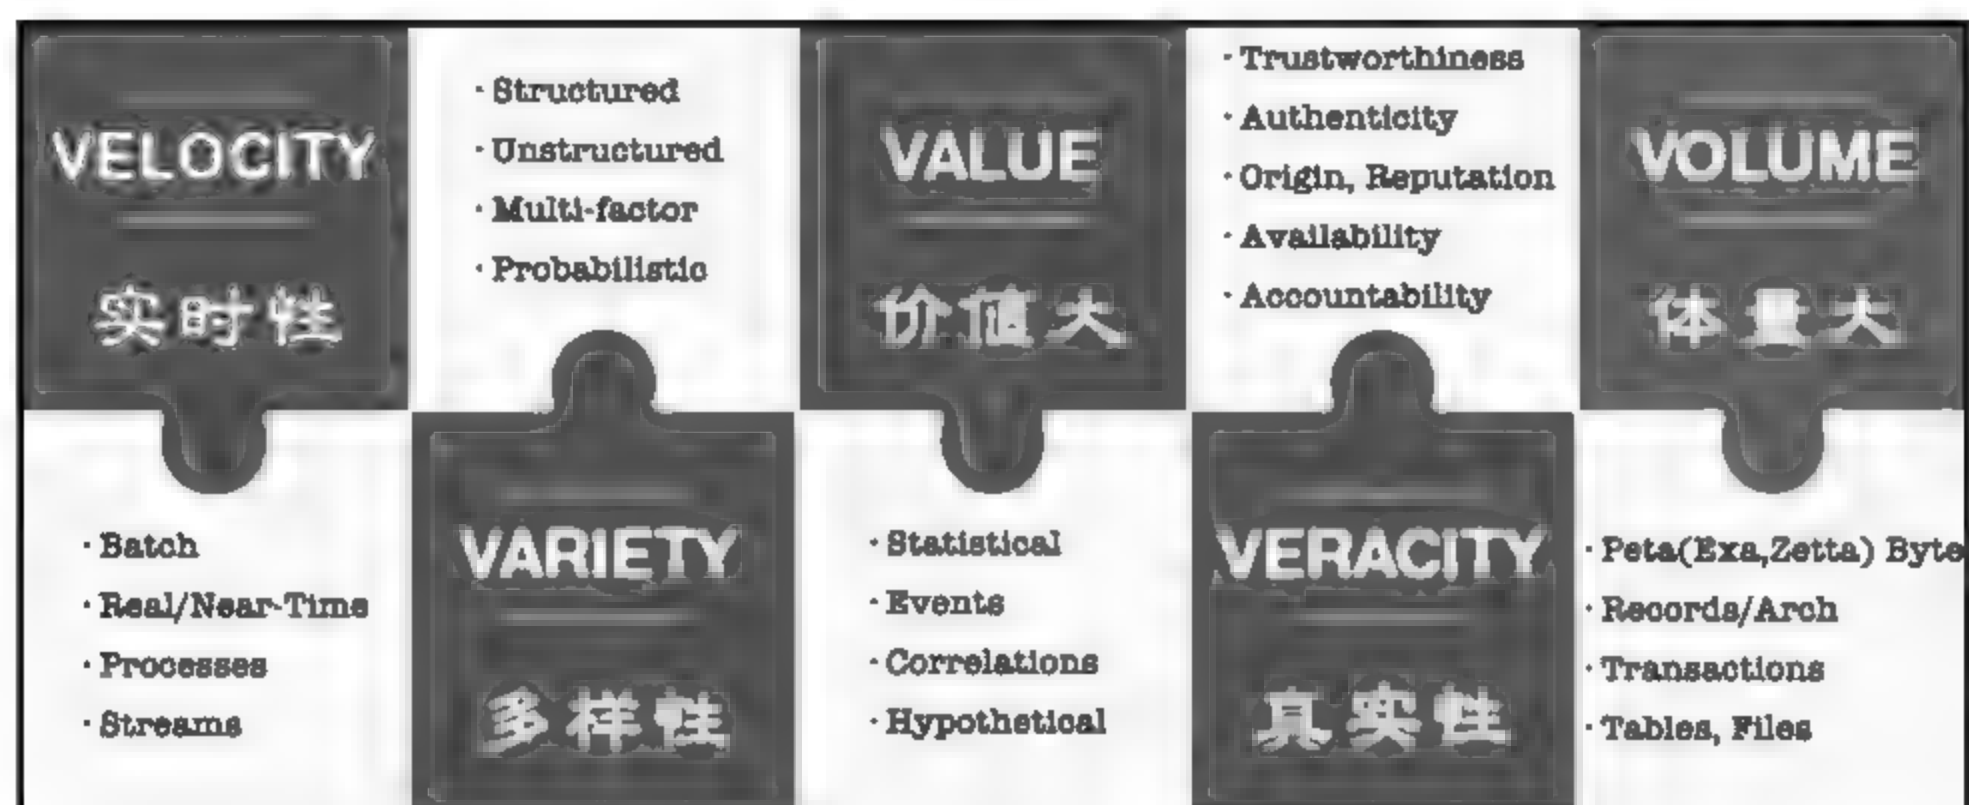 VELOCITY
实时性
· Batch
· Real/Near-Time
· Processes
· Streams
· Structured
· Unstructured
· Multi-factor
· Probabilistic
VARIETY
多样性
VALUE
价值大
· Statistical
· Events
· Correlations
· Hypothetical
· Trustworthiness
· Authenticity
· Origin, Reputation
· Availability
· Accountability
VERACITY
真实性
VOLUME
体量大
· Peta(Exa,Zetta) Byte
· Records/Arch
· Transactions
· Tables, Files